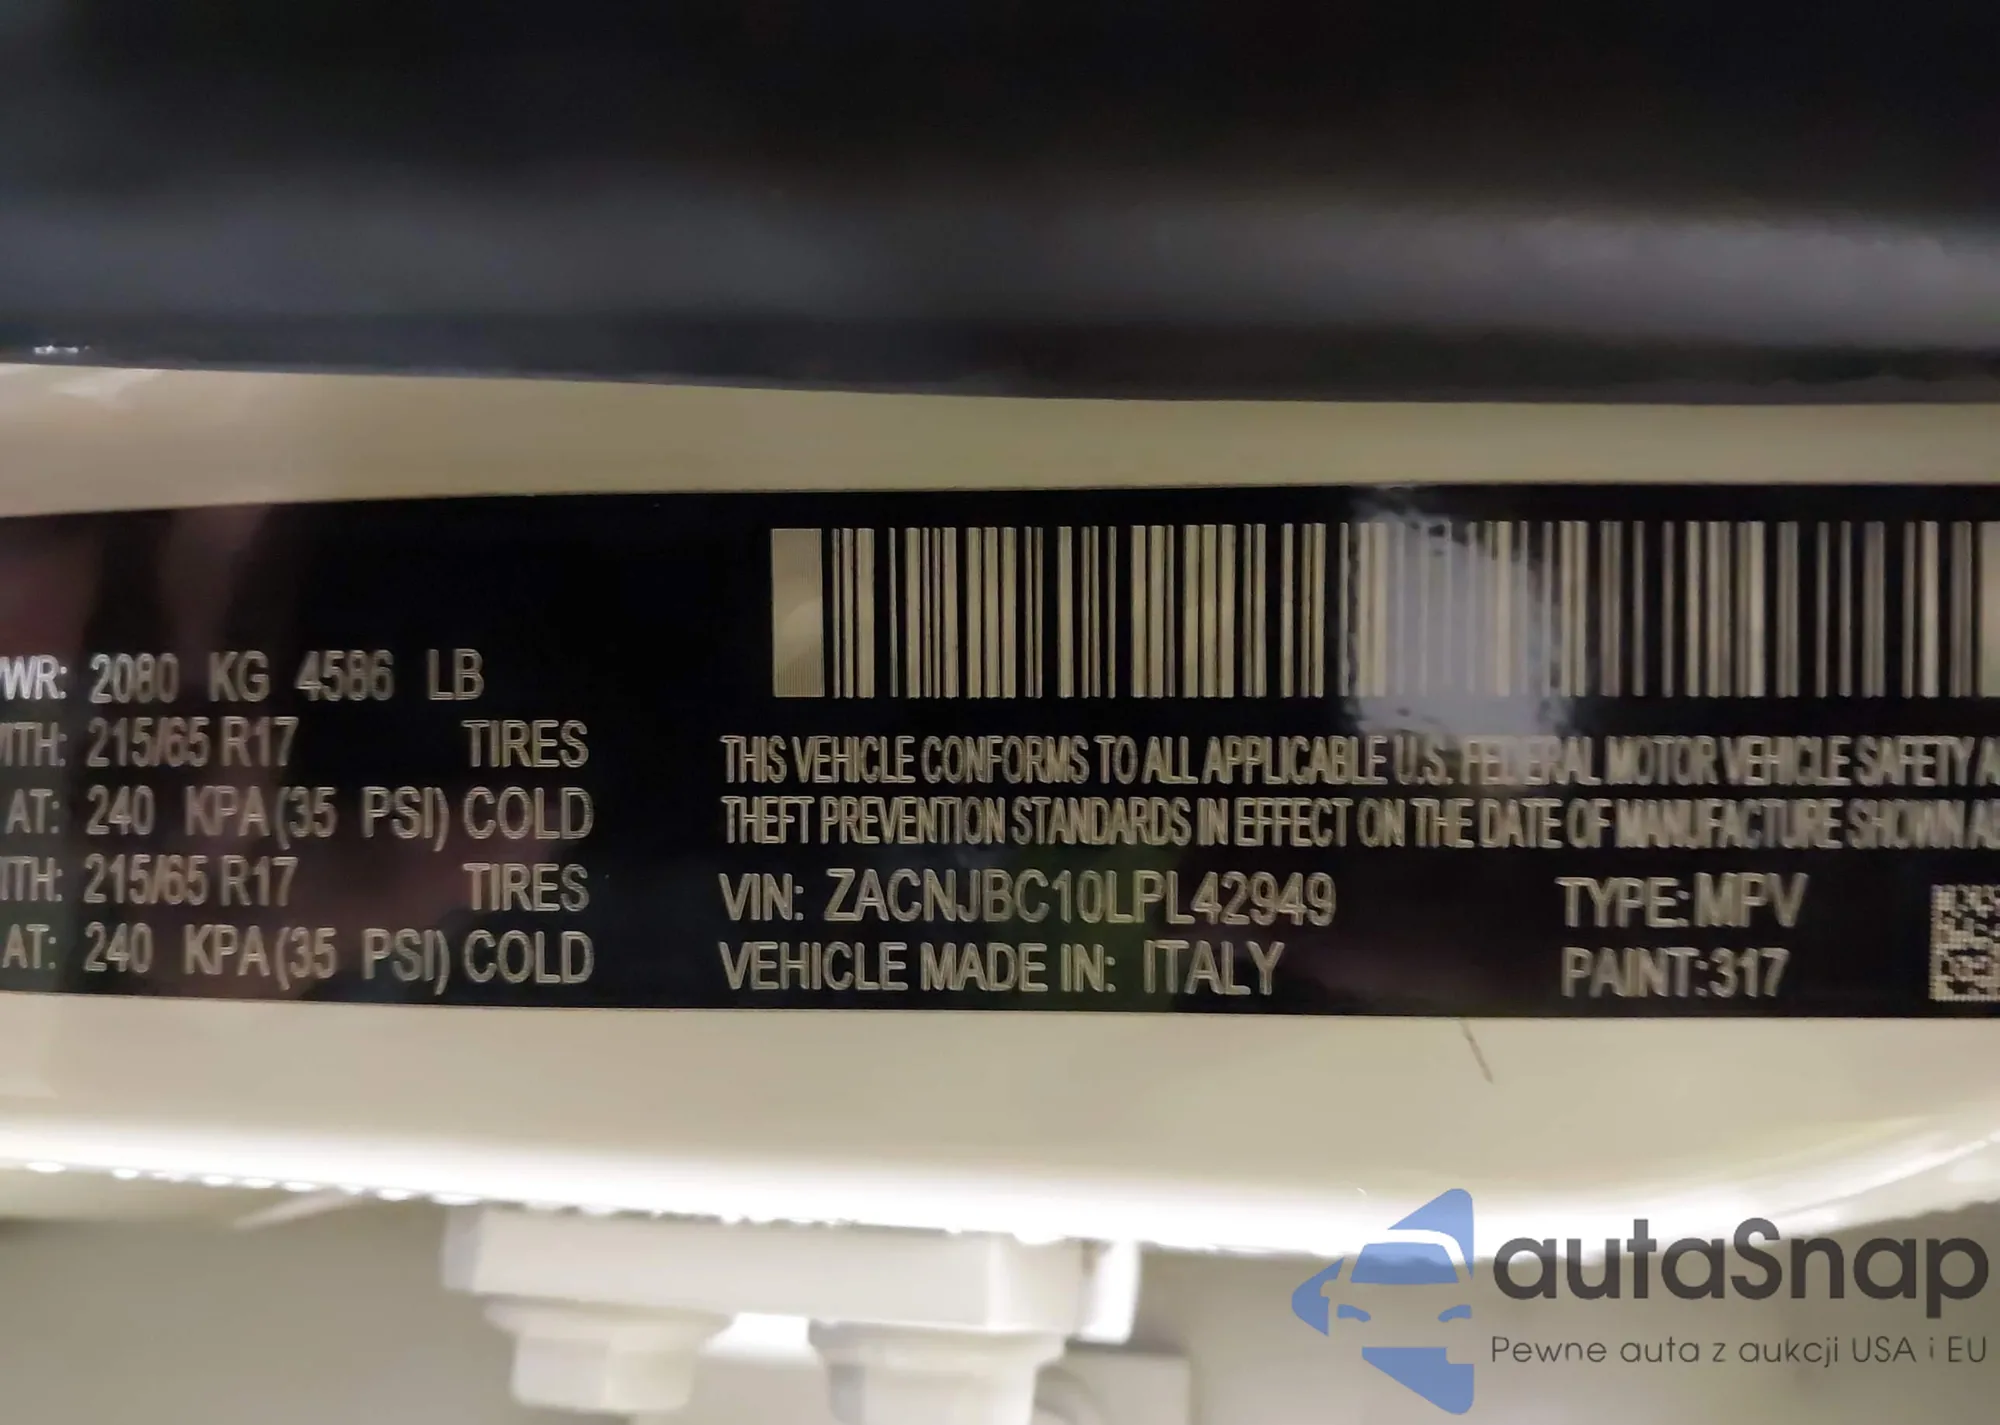 WR: 2080 KG 4586 LB
ITH: 215/65 R17 TIRES
AT: 240 KPA (35 PSI) COLD
ITH: 215/65 R17 TIRES
AT: 240 KPA (35 PSI) COLD
THIS VEHICLE CONFORMS TO ALL APPLICABLE U.S. FEDERAL MOTOR VEHICLE SAFETY A
THEFT PREVENTION STANDARDS IN EFFECT ON THE DATE OF MANUFACTURE SHOWN AB
VIN: ZACNJBC10LPL42949 TYPE: MPV
VEHICLE MADE IN: ITALY PAINT: 317
autaSnap
Pewne auta z aukcji USA i EU